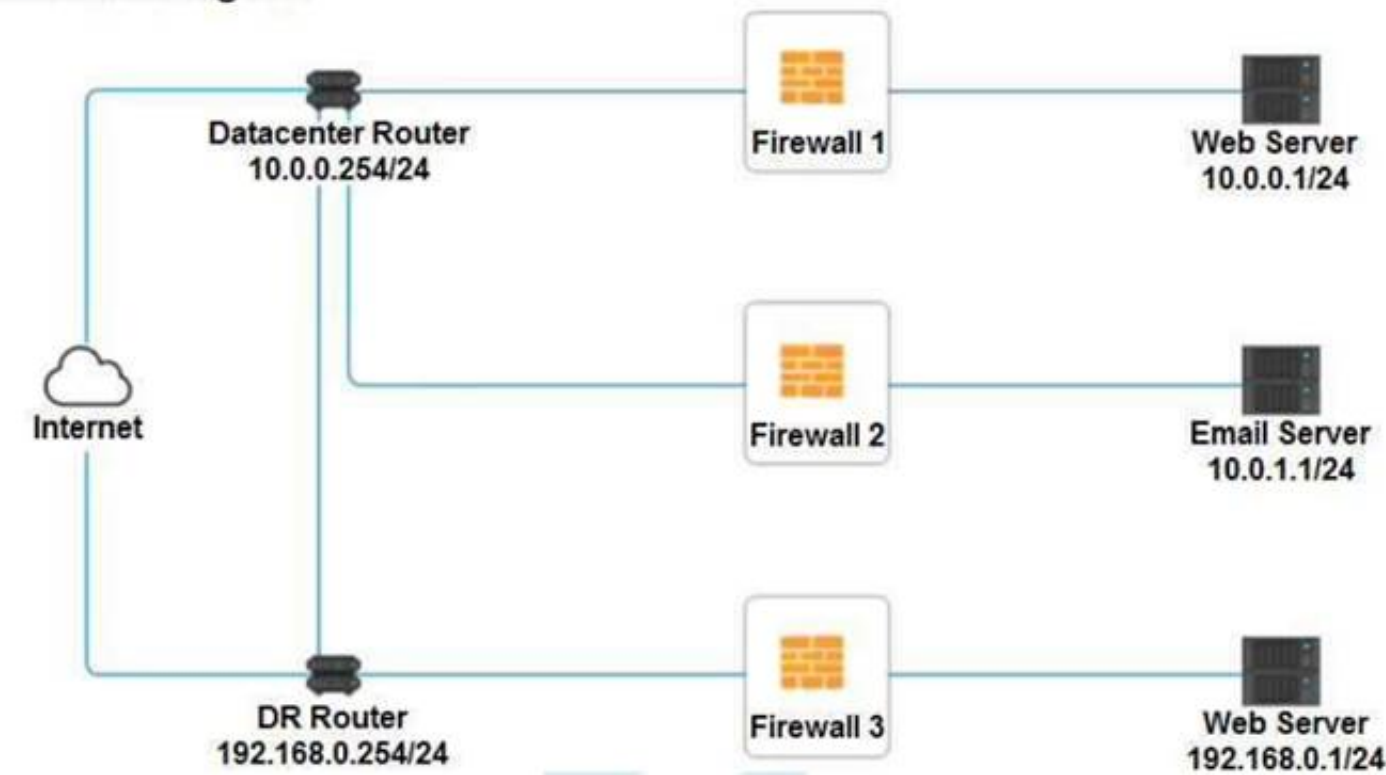 Datacenter Router
10.0.0.254/24
Firewall 1
Web Server
10.0.0.1/24
Internet
Firewall 2
Email Server
10.0.1.1/24
DR Router
192.168.0.254/24
Firewall 3
Web Server
192.168.0.1/24